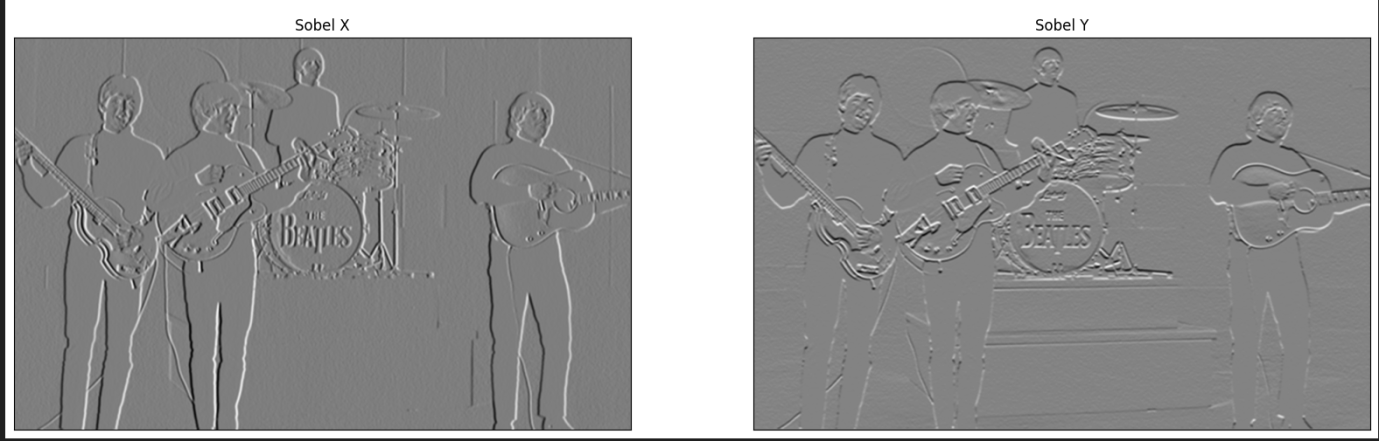 Sobel X
Sobel Y
THE
BEATLES
THE
BEATLES